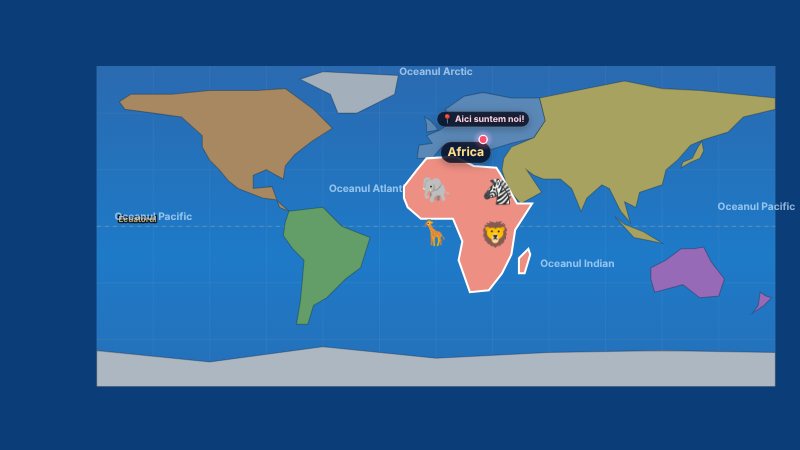 Oceanul Arctic
Aici suntem noi!
Africa
Oceanul Atlant
Oceanul Pacific
Oceanul Pacific
Ecuatorul
Oceanul Indian